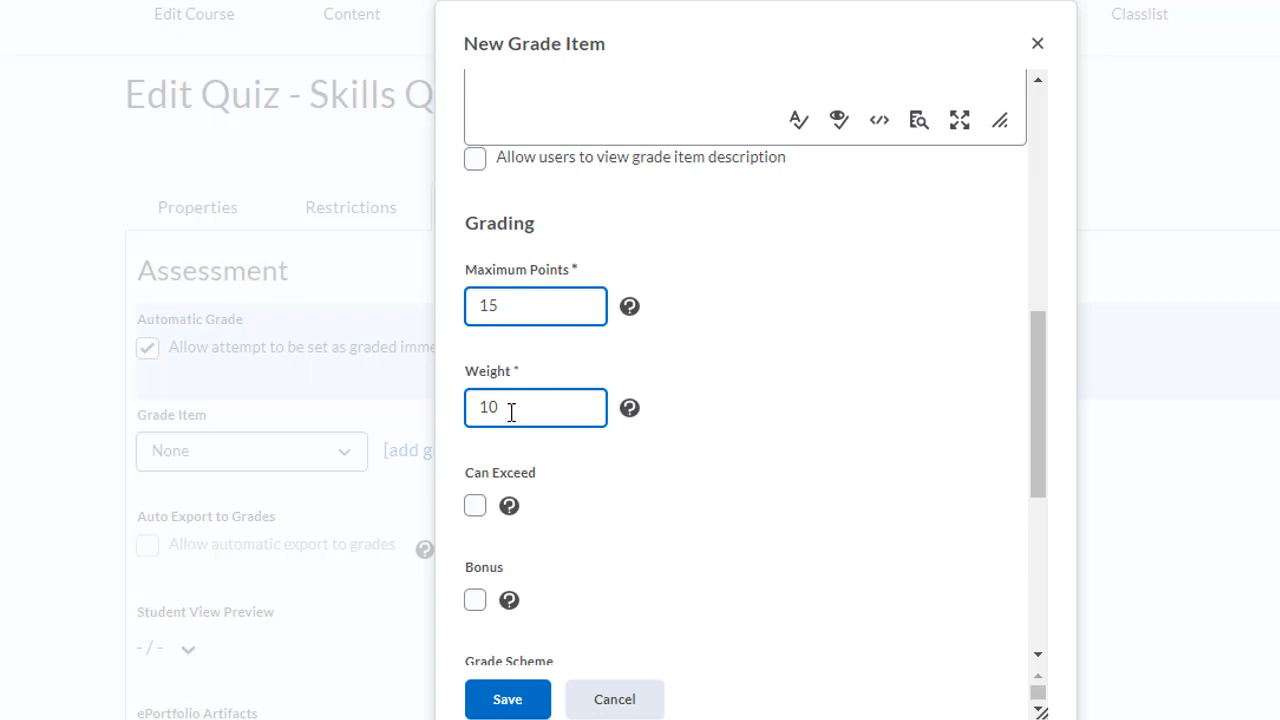 Edit Course Content Classlist
New Grade Item
Edit Quiz - Skills Q
Allow users to view grade item description
Properties Restrictions
Grading
Assessment
Maximum Points *
15
Automatic Grade
Allow attempt to be set as graded imme
Weight *
10
Grade Item
None
[add g
Can Exceed
Auto Export to Grades
Allow automatic export to grades
Bonus
Student View Preview
- / -
Grade Scheme
Save Cancel
ePortfolio Artifacts